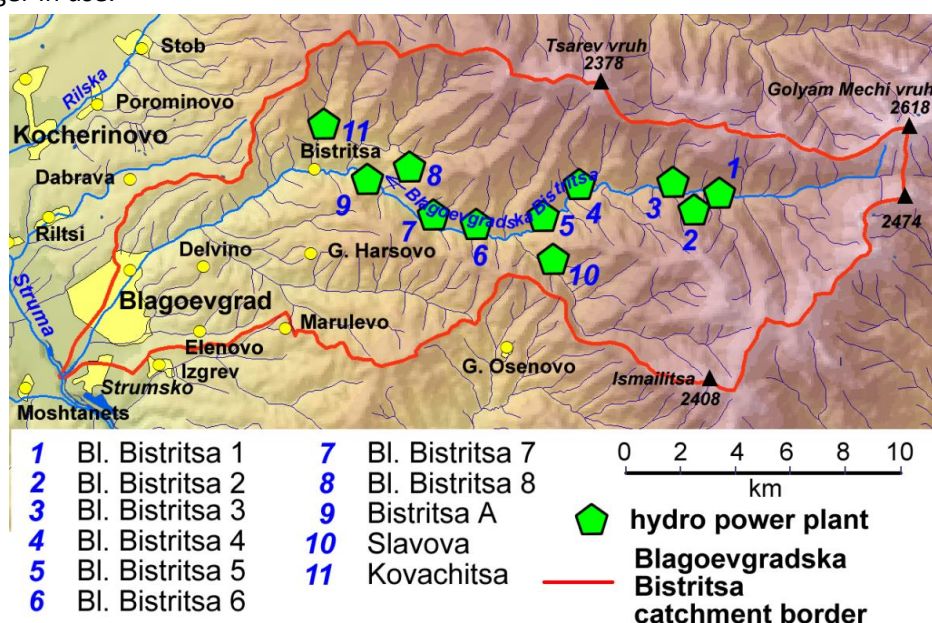 ger in use.
Stob
Tsarev vruh
2378
Golyam Mechi vruh
2618
Rilska
Porominovo
Kocherinovo
11
Bistritsa
Dabrava
8
1
9
Blagoevgradska Bistritsa
4
3
2
7
5
6
Riltsi
2474
Delvino
G. Harsovo
10
Struma
Blagoevgrad
Marulevo
Elenovo
G. Osenovo
Izgrev
Strumsko
Ismailitsa
2408
Moshtanets
1 Bl. Bistritsa 1
2 Bl. Bistritsa 2
3 Bl. Bistritsa 3
4 Bl. Bistritsa 4
5 Bl. Bistritsa 5
6 Bl. Bistritsa 6
7 Bl. Bistritsa 7
8 Bl. Bistritsa 8
9 Bistritsa A
10 Slavova
11 Kovachitsa
0 2 4 6 8 10
km
hydro power plant
Blagoevgradska
Bistritsa
catchment border